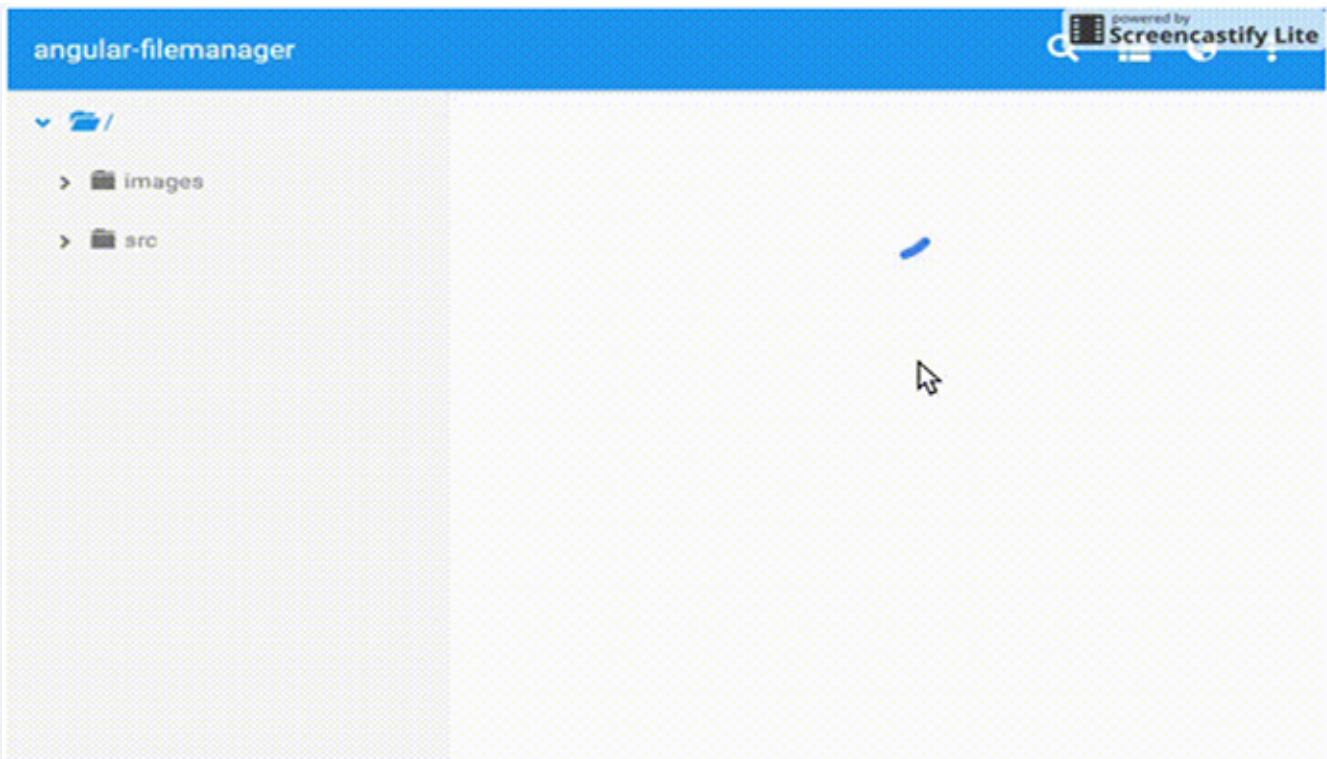 angular-filemanager
powered by
Screencastify Lite
/
images
src